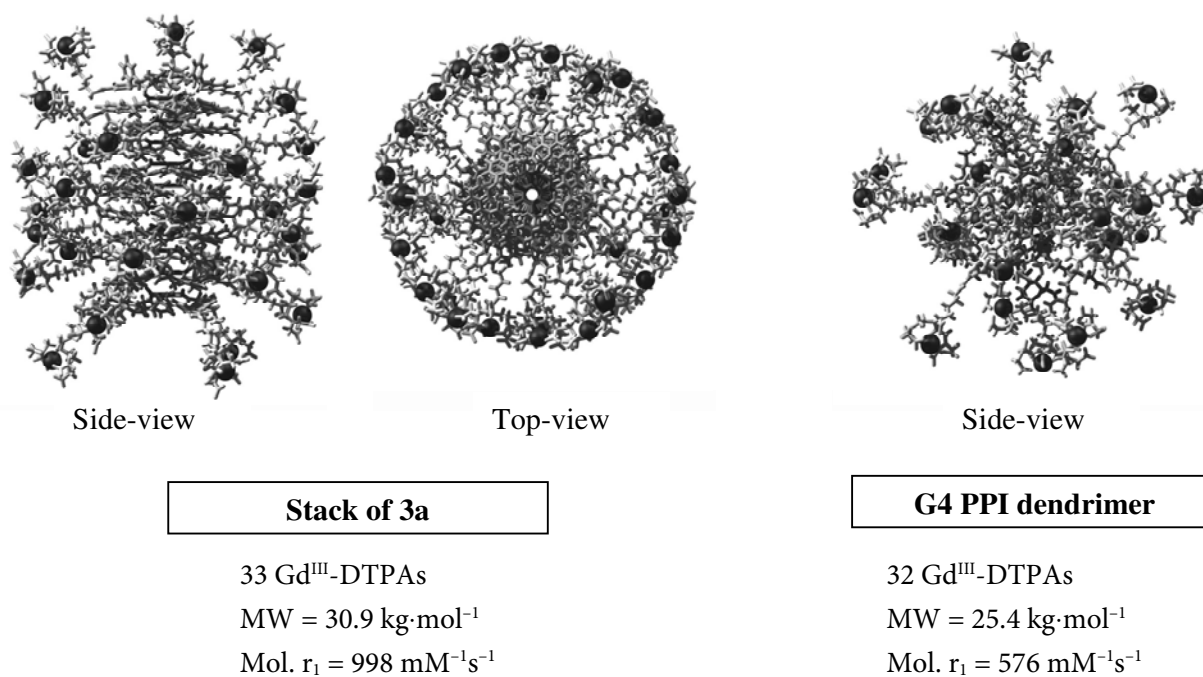 Side-view
Top-view
Side-view
Stack of 3a
G4 PPI dendrimer
33 Gdᴵᴵᴵ-DTPAs
MW = 30.9 kg·mol⁻¹
Mol. r₁ = 998 mM⁻¹s⁻¹
32 Gdᴵᴵᴵ-DTPAs
MW = 25.4 kg·mol⁻¹
Mol. r₁ = 576 mM⁻¹s⁻¹